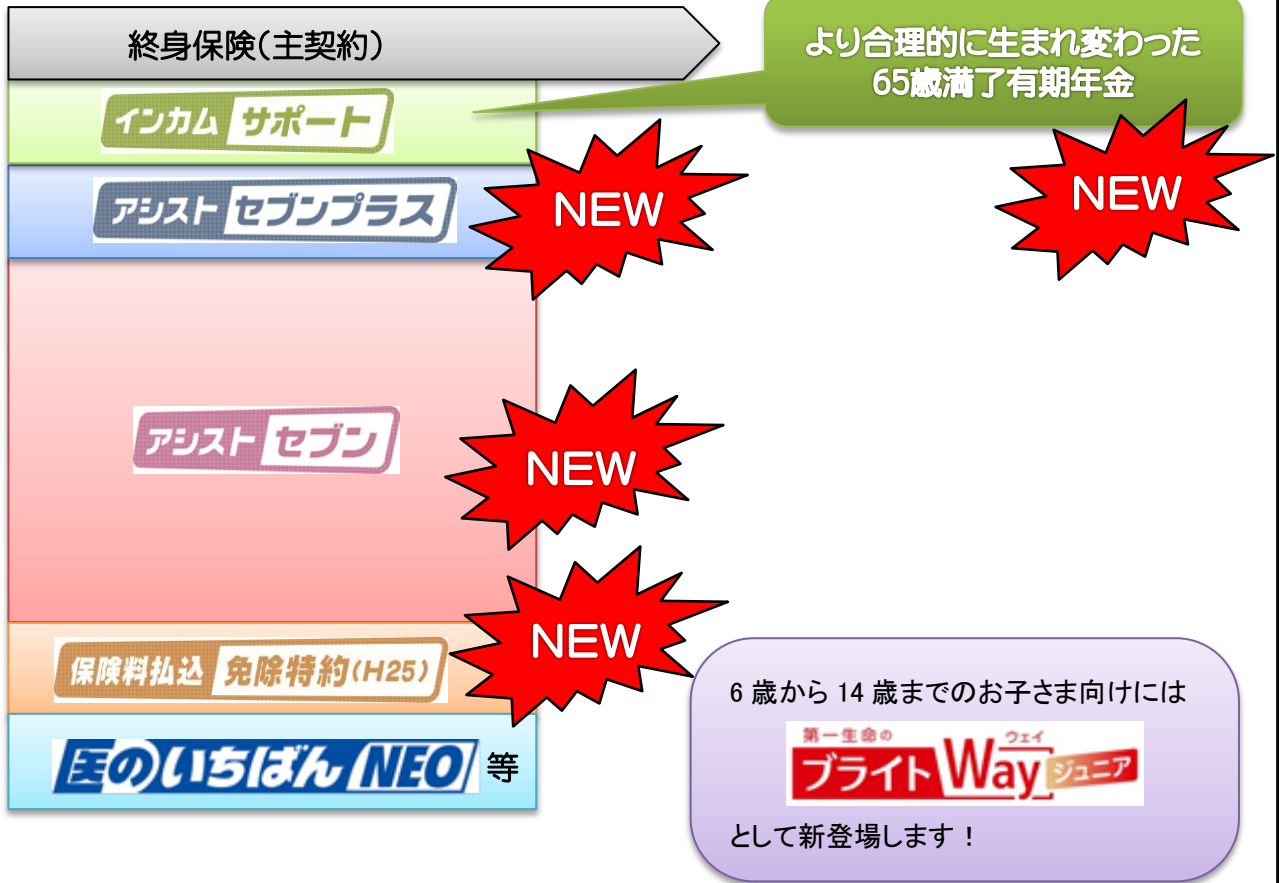 終身保険(主契約)
より合理的に生まれ変わった
65歳満了有期年金
インカム サポート
NEW
アシスト セブンプラス
NEW
アシスト セブン
NEW
保険料払込 免除特約(H25)
NEW
医のいちばん NEO 等
6歳から14歳までのお子さま向けには
第一生命の
ウェイ
ブライト Way ジュニア
として新登場します！